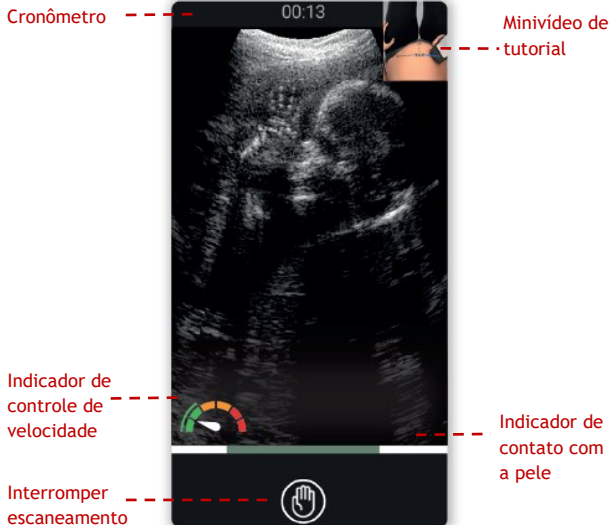 Cronômetro
00:13
Minivídeo de
tutorial
Indicador de
controle de
velocidade
Indicador de
contato com
a pele
Interromper
escaneamento